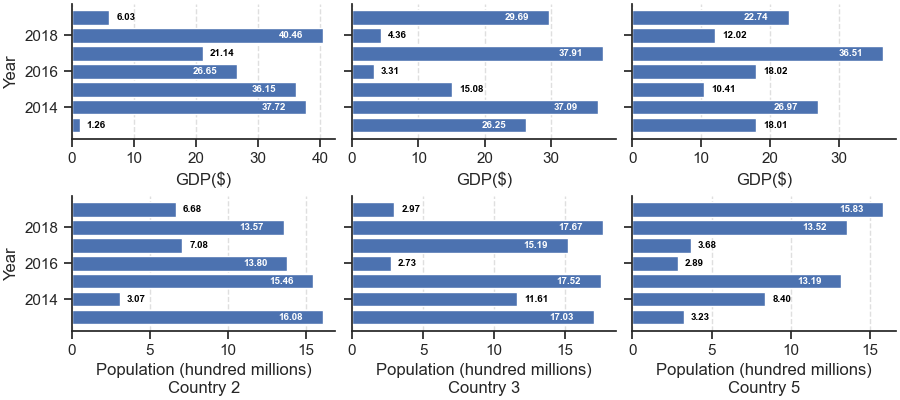 6.03
2018
40.46
21.14
2016
26.65
36.15
2014
37.72
1.26
Year
0 10 20 30 40
GDP($)
29.69
4.36
37.91
3.31
15.08
37.09
26.25
0 10 20 30
GDP($)
22.74
12.02
36.51
18.02
10.41
26.97
18.01
0 10 20 30
GDP($)
6.68
2018
13.57
7.08
2016
13.80
15.46
2014
3.07
16.08
Year
0 5 10 15
Population (hundred millions)
Country 2
2.97
17.67
15.19
2.73
17.52
11.61
17.03
0 5 10 15
Population (hundred millions)
Country 3
15.83
13.52
3.68
2.89
13.19
8.40
3.23
0 5 10 15
Population (hundred millions)
Country 5